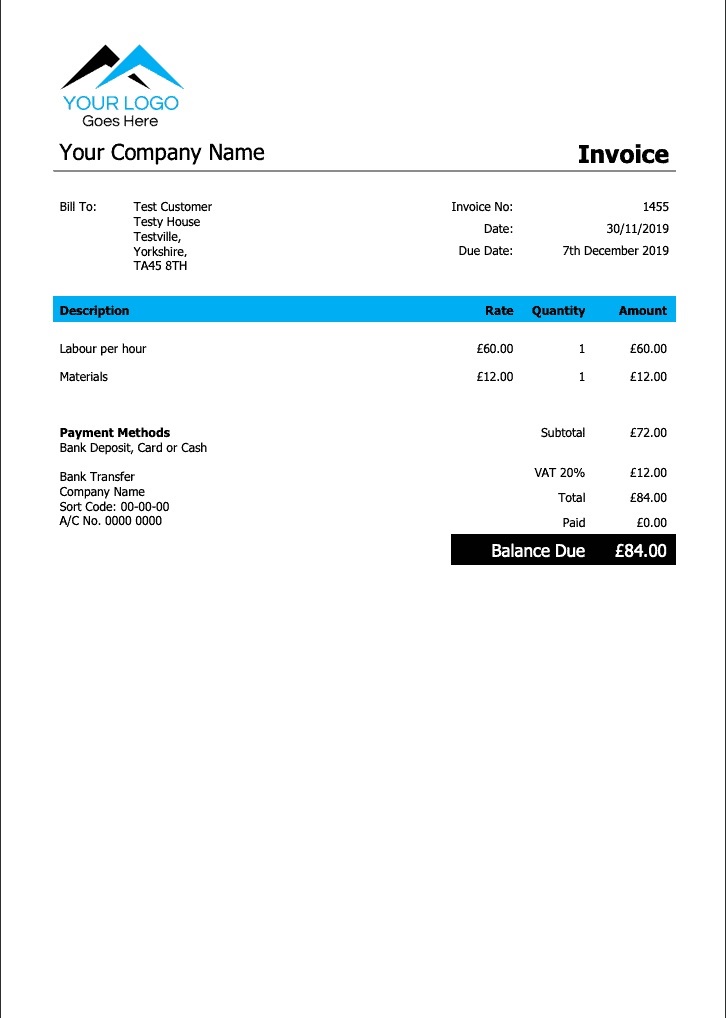 YOUR LOGO
Goes Here
Your Company Name Invoice
Bill To: Test Customer Invoice No: 1455
Testy House
Date: 30/11/2019
Testville,
Yorkshire, Due Date: 7th December 2019
TA45 8TH
Description Rate Quantity Amount
Labour per hour £60.00 1 £60.00
Materials £12.00 1 £12.00
Payment Methods Subtotal £72.00
Bank Deposit, Card or Cash
Bank Transfer VAT 20% £12.00
Company Name Total £84.00
Sort Code: 00-00-00
A/C No. 0000 0000 Paid £0.00
Balance Due £84.00